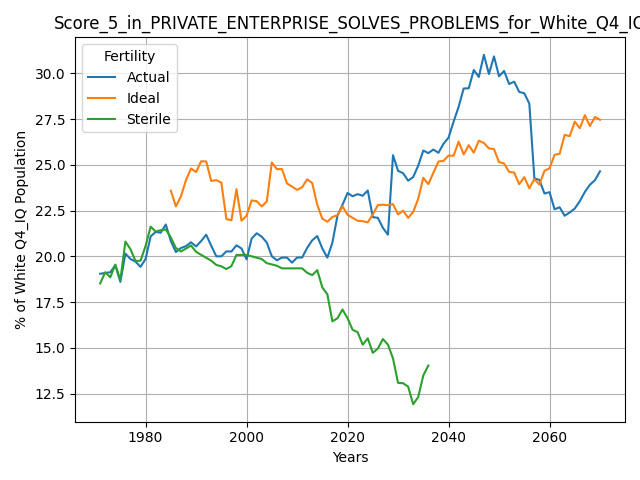 Score_5_in_PRIVATE_ENTERPRISE_SOLVES_PROBLEMS_for_White_Q4_IQ
Fertility
Actual
Ideal
Sterile
% of White Q4_IQ Population
30.0
27.5
25.0
22.5
20.0
17.5
15.0
12.5
1980
2000
2020
2040
2060
Years